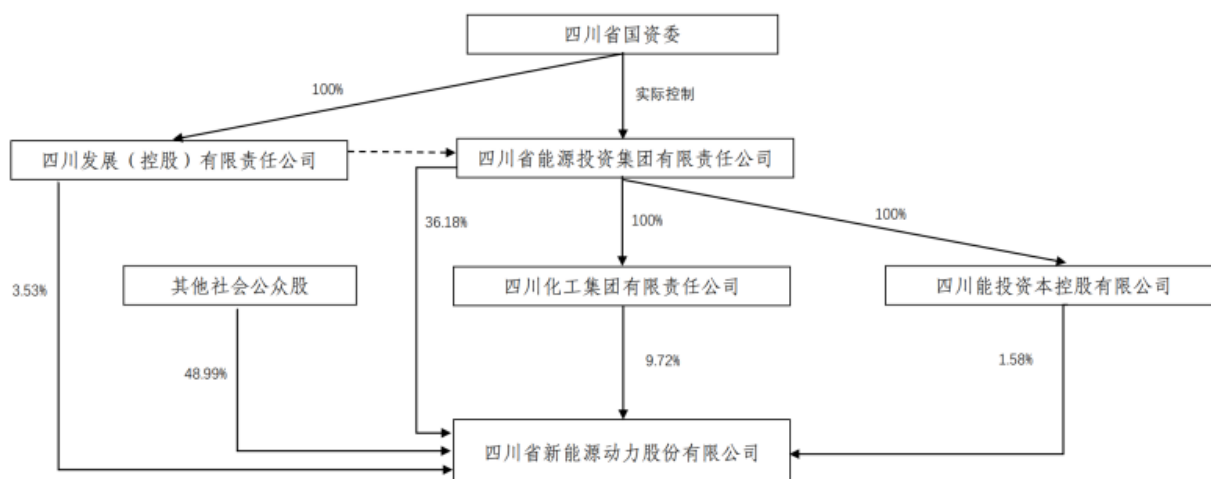 四川省国资委
100%
实际控制
四川发展（控股）有限责任公司
四川省能源投资集团有限责任公司
36.18%
100%
100%
3.53%
其他社会公众股
四川化工集团有限责任公司
四川能投资本控股有限公司
48.99%
9.72%
1.58%
四川省新能源动力股份有限公司